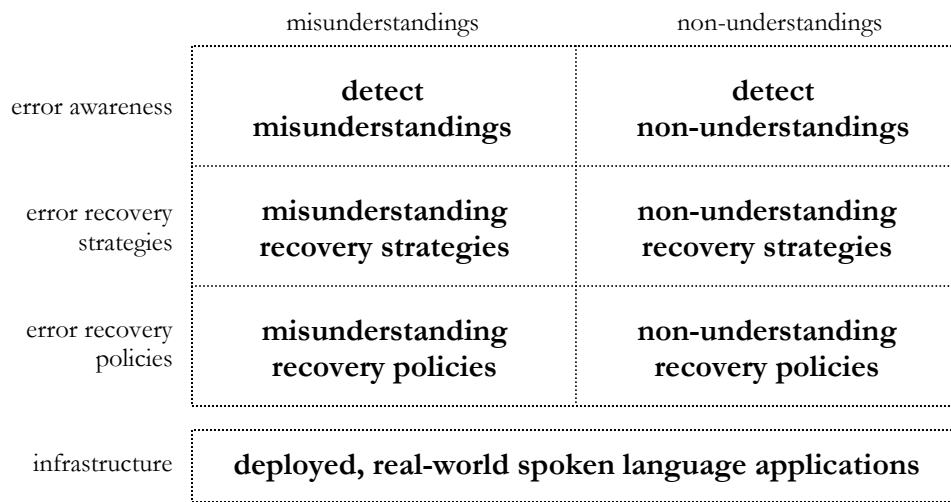 misunderstandings non-understandings
error awareness
detect
misunderstandings
detect
non-understandings
error recovery
strategies
misunderstanding
recovery strategies
non-understanding
recovery strategies
error recovery
policies
misunderstanding
recovery policies
non-understanding
recovery policies
infrastructure
deployed, real-world spoken language applications